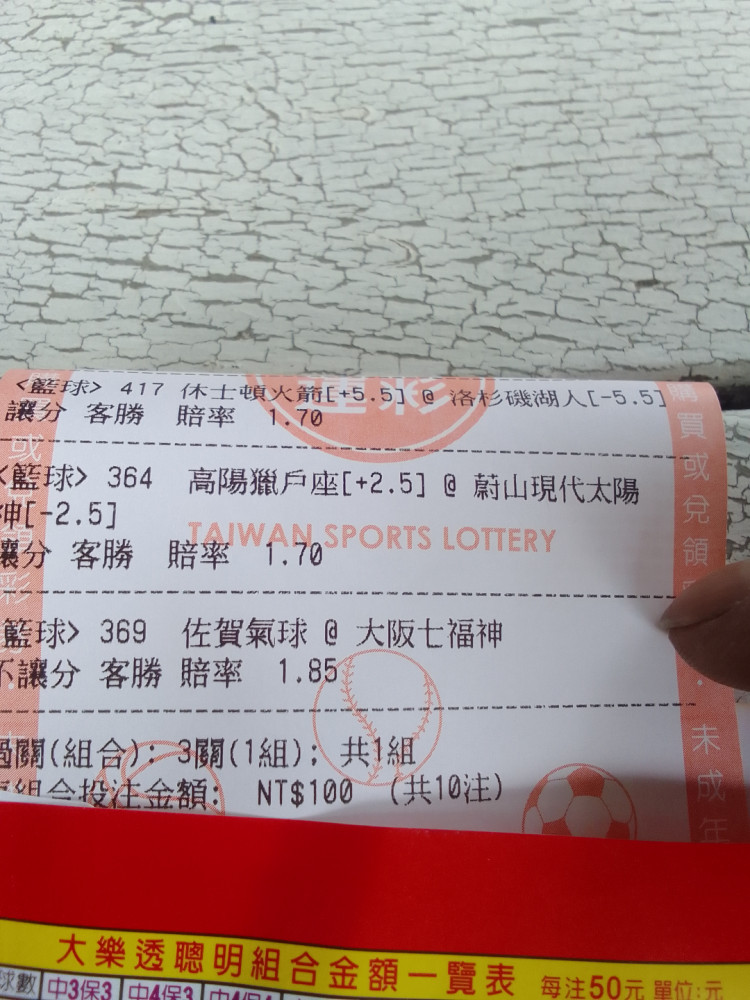 <籃球> 417 休士頓火箭[+5.5] @ 洛杉磯湖人[-5.5]
讓分 客勝 賠率 1.70
<籃球> 364 高陽獵戶座[+2.5] @ 蔚山現代太陽
神[-2.5]
讓分 客勝 賠率 1.70
TAIWAN SPORTS LOTTERY
籃球> 369 佐賀氣球 @ 大阪七福神
不讓分 客勝 賠率 1.85
過關(組合): 3關(1組); 共1組
組合投注金額: NT$100 (共10注)
購買或兌領
未成年
大樂透聰明組合金額一覽表 每注50元 單位:元
球數 中3保3 中4保3